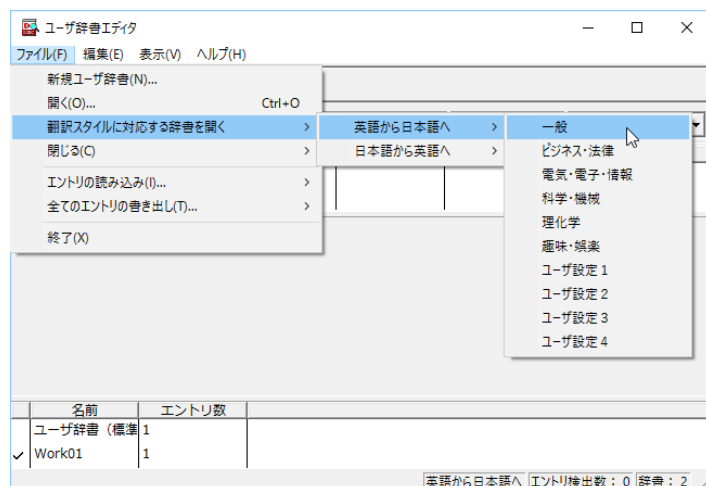 ユーザ辞書エディタ
ファイル(F) 編集(E) 表示(V) ヘルプ(H)
新規ユーザ辞書(N)...
開く(O)... Ctrl+O
翻訳スタイルに対応する辞書を開く > 英語から日本語へ > 一般
閉じる(C) > 日本語から英語へ > ビジネス・法律
電気・電子・情報
エントリの読み込み(I)... >
科学・機械
全てのエントリの書き出し(T)... >
理化学
終了(X)
趣味・娯楽
ユーザ設定 1
ユーザ設定 2
ユーザ設定 3
ユーザ設定 4
名前 エントリ数
ユーザ辞書（標準 1
Work01 1
英語から日本語へ エントリ検出数： 0 辞書： 2